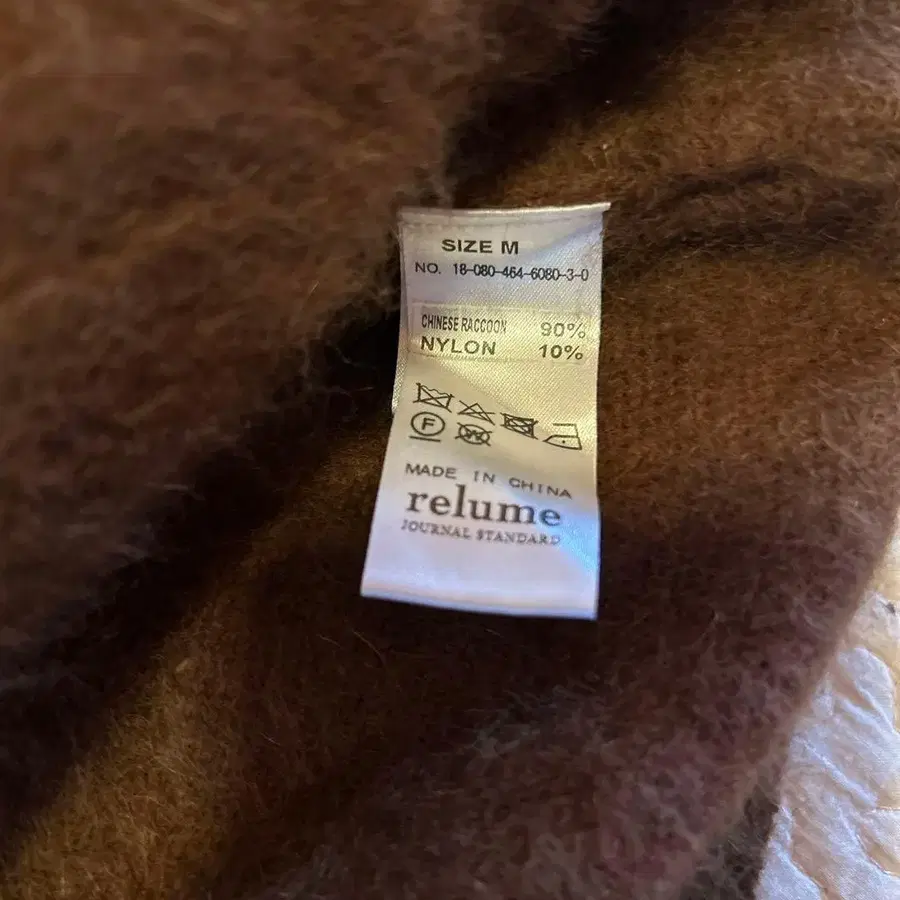 SIZE M
NO. 18-080-464-6080-3-0
CHINESE RACCOON 90%
NYLON 10%
F
W
MADE IN CHINA
relume
JOURNAL STANDARD